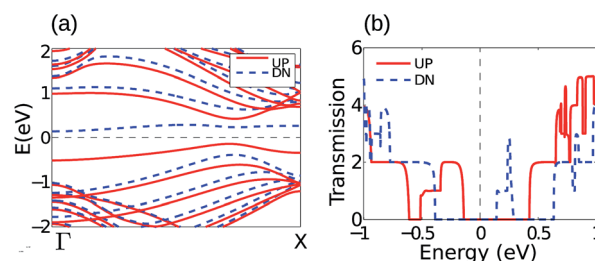 (a)
(b)
2
1
0
−1
−2
E(eV)
UP
DN
Γ
X
6
4
2
0
Transmission
UP
DN
−1
−0.5
0
0.5
1
Energy (eV)